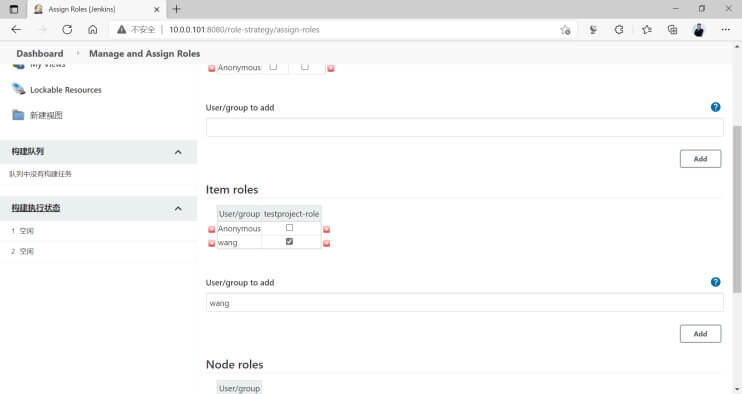 Assign Roles [Jenkins]
不安全 10.0.0.101:8080/role-strategy/assign-roles
Dashboard Manage and Assign Roles
My Views
Lockable Resources
新建视图
构建队列
队列中没有构建任务
构建执行状态
1 空闲
2 空闲
Anonymous
User/group to add
Add
Item roles
User/group testproject-role
Anonymous
wang
User/group to add
wang
Add
Node roles
User/group